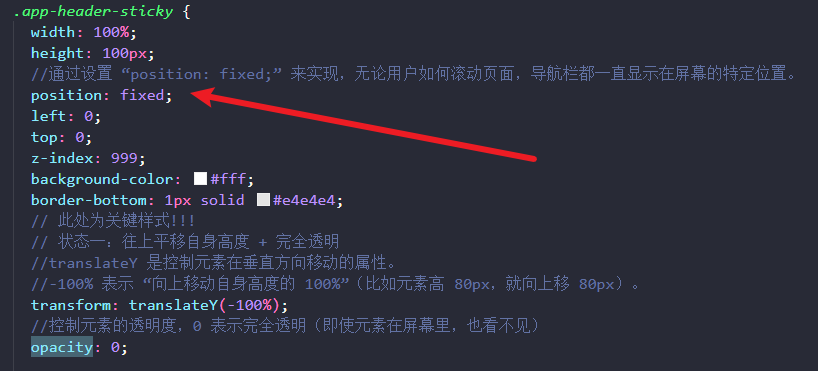 .app-header-sticky {
width: 100%;
height: 100px;
//通过设置 “position: fixed;” 来实现，无论用户如何滚动页面，导航栏都一直显示在屏幕的特定位置。
position: fixed;
left: 0;
top: 0;
z-index: 999;
background-color: #fff;
border-bottom: 1px solid #e4e4e4;
// 此处为关键样式!!!
// 状态一：往上平移自身高度 + 完全透明
//translateY 是控制元素在垂直方向移动的属性。
//-100% 表示 “向上移动自身高度的 100%”（比如元素高 80px，就向上移 80px）。
transform: translateY(-100%);
//控制元素的透明度，0 表示完全透明（即使元素在屏幕里，也看不见）
opacity: 0;